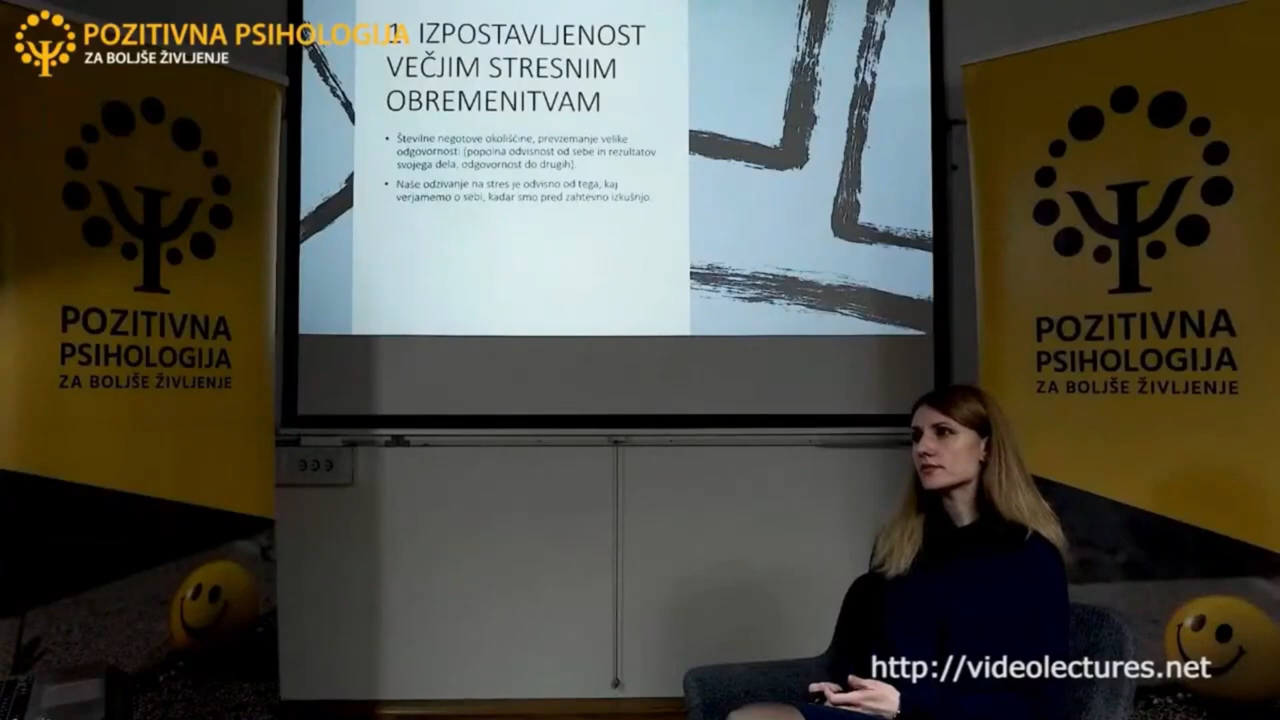 POZITIVNA PSIHOLOGIJA
ZA BOLJŠE ŽIVLJENJE
1. IZPOSTAVLJENOST
VEČJIM STRESNIM
OBREMENITVAM
• Številne negotove okoliščine, prevzemanje velike
odgovornosti (popolna odvisnost od sebe in rezultatov
svojega dela, odgovornost do drugih).
• Naše odzivanje na stres je odvisno od tega, kaj
verjamemo o sebi, kadar smo pred zahtevno izkušnjo.
POZITIVNA
PSIHOLOGIJA
ZA BOLJŠE ŽIVLJENJE
POZITIVNA
PSIHOLOGIJA
ZA BOLJŠE ŽIVLJENJE
http://videolectures.net